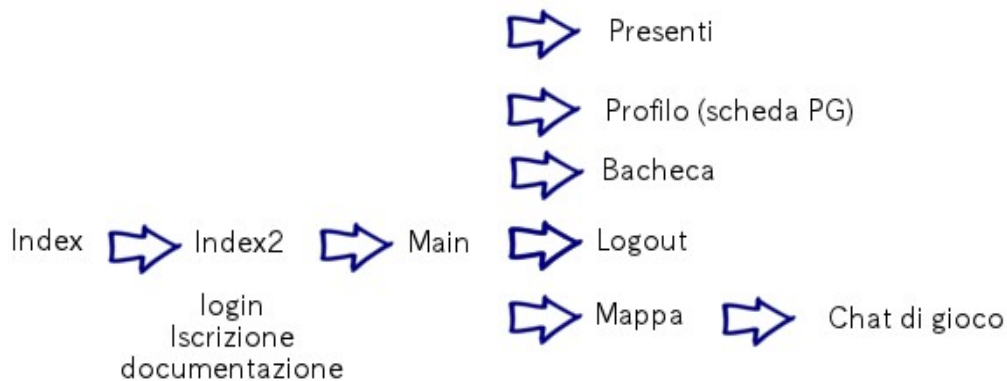 Presenti
Profilo (scheda PG)
Bacheca
Index Index2 Main Logout
login
Iscrizione
documentazione
Mappa Chat di gioco